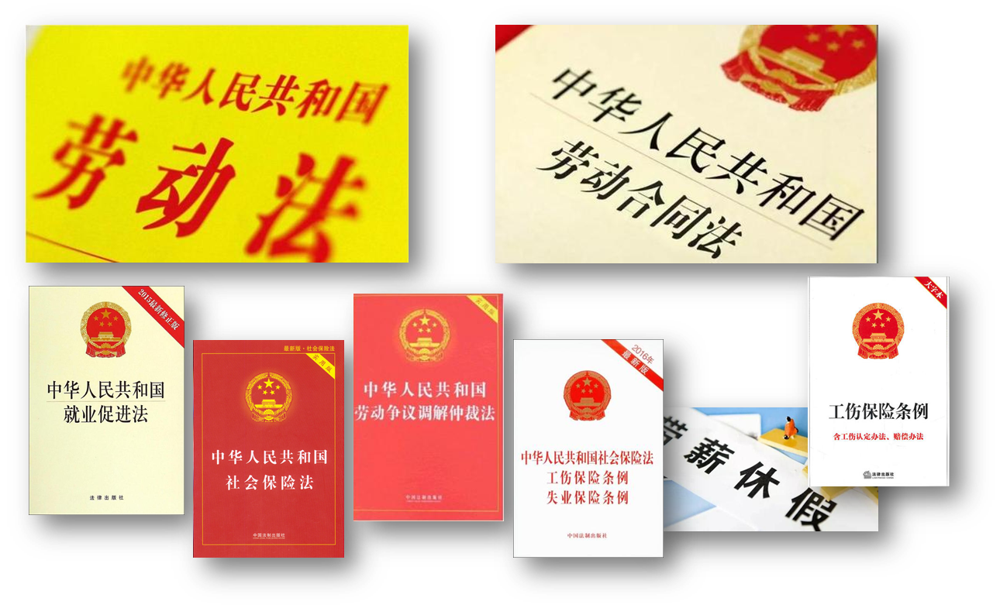 中华人民共和国
劳动法
中华人民共和国
劳动合同法
2015最新修正版
中华人民共和国
就业促进法
法律出版社
最新版·社会保险法
实用版
中华人民共和国
社会保险法
中国法制出版社
实用版
中华人民共和国
劳动争议调解仲裁法
中国法制出版社
2016年
最新版
中华人民共和国社会保险法
工伤保险条例
失业保险条例
中国法制出版社
带薪休假
大字本
工伤保险条例
含工伤认定办法、赔偿办法
法律出版社